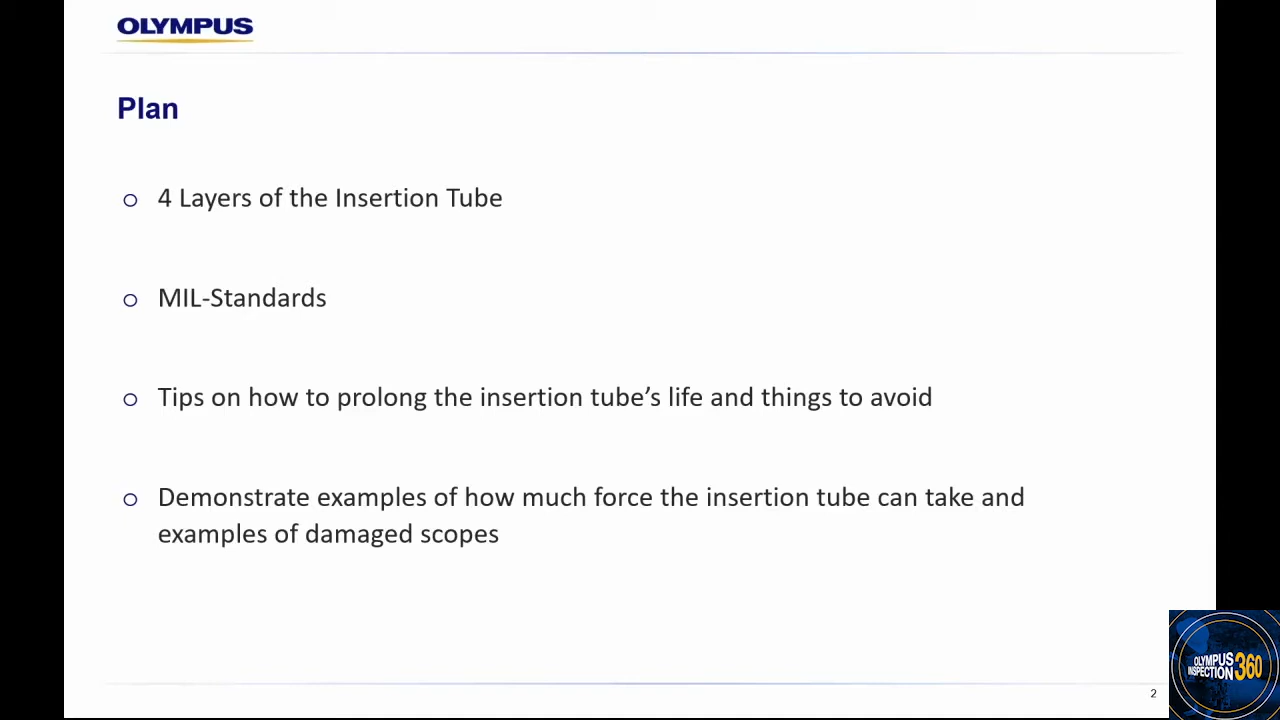 OLYMPUS
Plan
4 Layers of the Insertion Tube
MIL-Standards
Tips on how to prolong the insertion tube’s life and things to avoid
Demonstrate examples of how much force the insertion tube can take and
examples of damaged scopes
2
OLYMPUS
INSPECTION 360